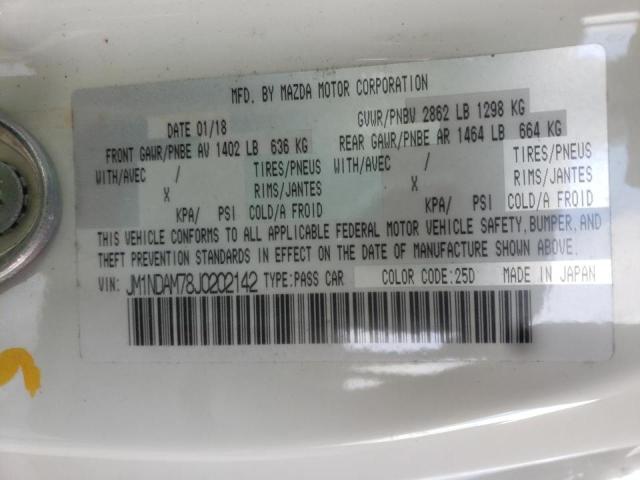 MFD. BY MAZDA MOTOR CORPORATION
DATE 01/18 GVWR/PNBV 2862 LB 1298 KG
FRONT GAWR/PNBE AV 1402 LB 636 KG REAR GAWR/PNBE AR 1464 LB 664 KG
WITH/AVEC / TIRES/PNEUS WITH/AVEC / TIRES/PNEUS
X RIMS/JANTES X RIMS/JANTES
KPA/ PSI COLD/A FROID KPA/ PSI COLD/A FROID
THIS VEHICLE CONFORMS TO ALL APPLICABLE FEDERAL MOTOR VEHICLE SAFETY, BUMPER, AND
THEFT PREVENTION STANDARDS IN EFFECT ON THE DATE OF MANUFACTURE SHOWN ABOVE.
VIN: JM1NDAM78J0202142 TYPE:PASS CAR COLOR CODE:25D MADE IN JAPAN